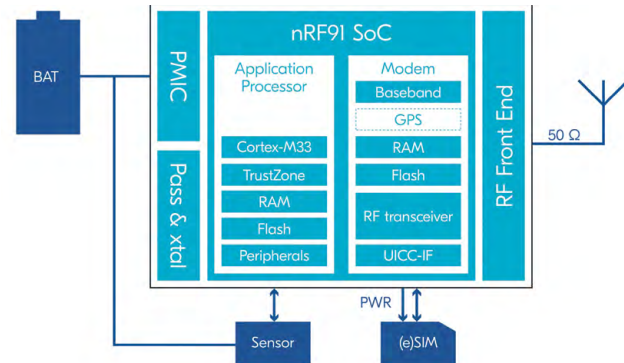 BAT
PMIC
Pass & xtal
nRF91 SoC
Application
Processor
Cortex-M33
TrustZone
RAM
Flash
Peripherals
Modem
Baseband
GPS
RAM
Flash
RF transceiver
UICC-IF
RF Front End
50 Ω
PWR
Sensor
(e)SIM